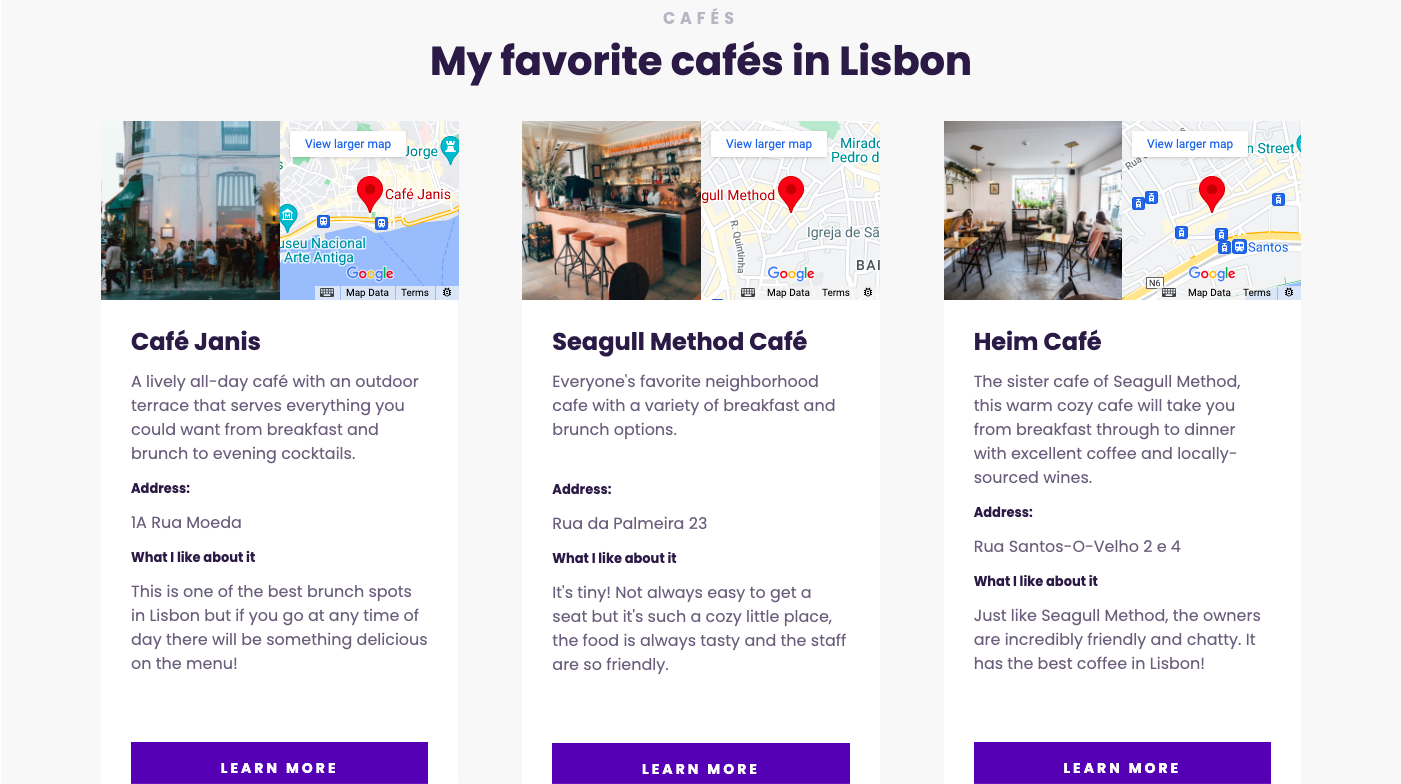 CAFÉS
My favorite cafés in Lisbon
View larger map
Jorge
Café Janis
useu Nacional
Arte Antiga
Google
Map Data
Terms
View larger map
Mirado
Pedro d
gull Method
R. Quintinha
Igreja de Sã
BAI
Google
Map Data
Terms
View larger map
Rua
n Street
Santos
N6
Google
Map Data
Terms
Café Janis
A lively all-day café with an outdoor
terrace that serves everything you
could want from breakfast and
brunch to evening cocktails.
Address:
1A Rua Moeda
What I like about it
This is one of the best brunch spots
in Lisbon but if you go at any time of
day there will be something delicious
on the menu!
LEARN MORE
Seagull Method Café
Everyone's favorite neighborhood
cafe with a variety of breakfast and
brunch options.
Address:
Rua da Palmeira 23
What I like about it
It's tiny! Not always easy to get a
seat but it's such a cozy little place,
the food is always tasty and the staff
are so friendly.
LEARN MORE
Heim Café
The sister cafe of Seagull Method,
this warm cozy cafe will take you
from breakfast through to dinner
with excellent coffee and locally-
sourced wines.
Address:
Rua Santos-O-Velho 2 e 4
What I like about it
Just like Seagull Method, the owners
are incredibly friendly and chatty. It
has the best coffee in Lisbon!
LEARN MORE